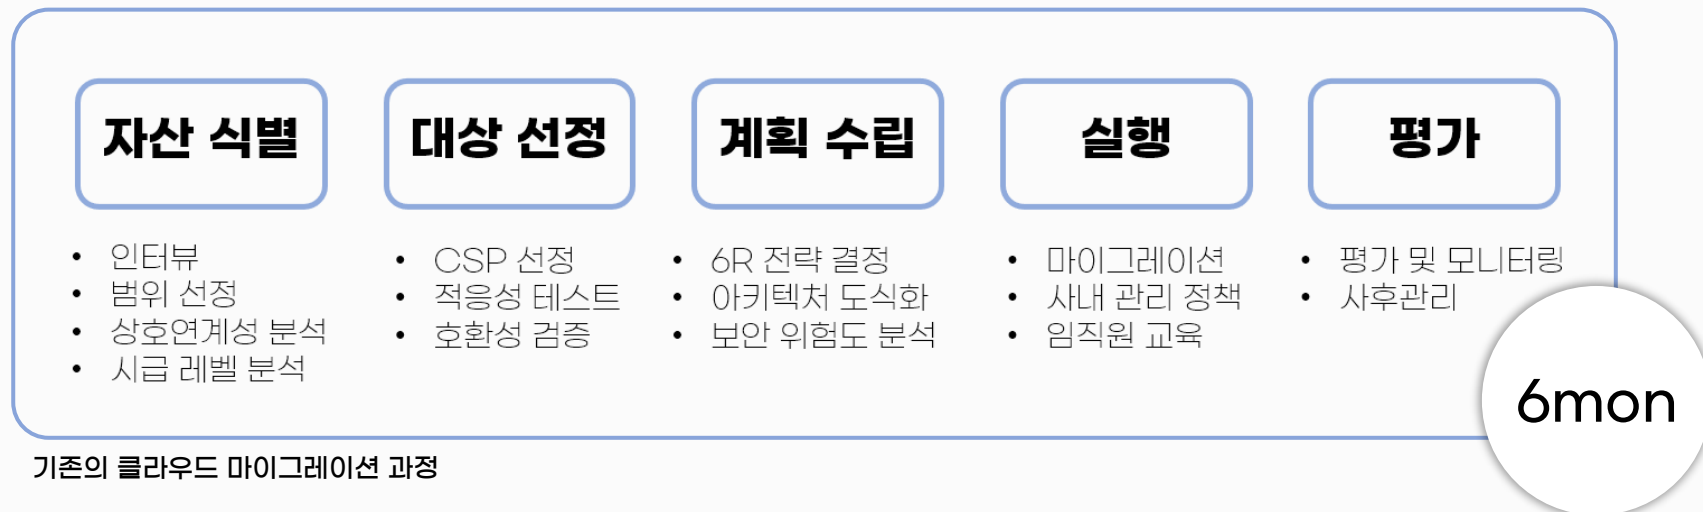 자산 식별
인터뷰
범위 선정
상호연계성 분석
시급 레벨 분석
대상 선정
CSP 선정
적응성 테스트
호환성 검증
계획 수립
6R 전략 결정
아키텍처 도식화
보안 위험도 분석
실행
마이그레이션
사내 관리 정책
임직원 교육
평가
평가 및 모니터링
사후관리
6mon
기존의 클라우드 마이그레이션 과정